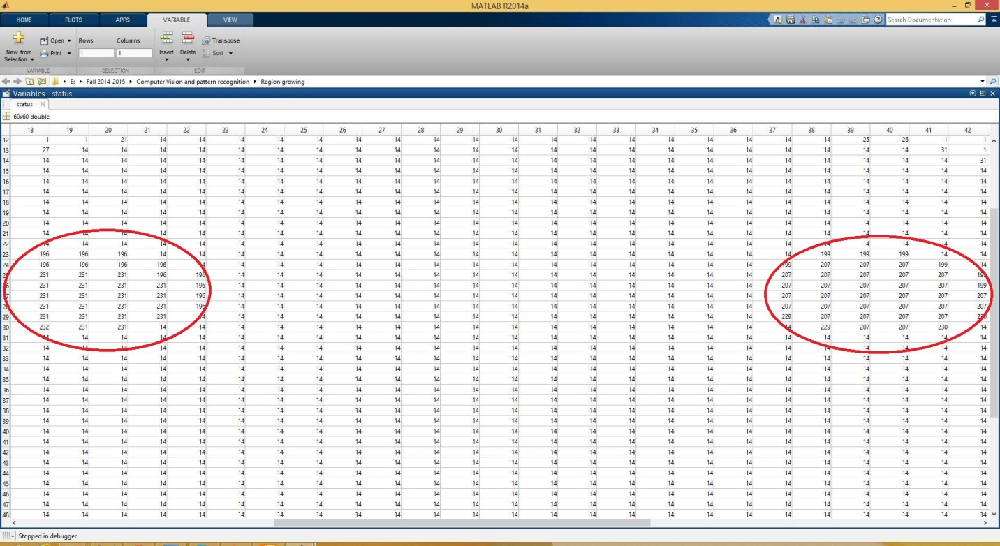 MATLAB R2014a
HOME PLOTS APPS VARIABLE VIEW Search Documentation
New from Selection Open Print Rows 1 Columns 1 Insert Delete Transpose Sort
VARIABLE SELECTION EDIT
E: Fall 2014-2015 Computer Vision and pattern recognition Region growing
Variables - status
status
60x60 double
18 19 20 21 22 23 24 25 26 27 28 29 30 31 32 33 34 35 36 37 38 39 40 41 42
12 1 1 21 14 14 14 14 14 14 14 14 14 14 14 14 14 14 14 14 14 14 25 26 1 1
13 27 14 14 14 14 14 14 14 14 14 14 14 14 14 14 14 14 14 14 14 14 14 14 31 1
14 14 14 14 14 14 14 14 14 14 14 14 14 14 14 14 14 14 14 14 14 14 14 14 14 31
15 14 14 14 14 14 14 14 14 14 14 14 14 14 14 14 14 14 14 14 14 14 14 14 14 14
16 14 14 14 14 14 14 14 14 14 14 14 14 14 14 14 14 14 14 14 14 14 14 14 14 14
17 14 14 14 14 14 14 14 14 14 14 14 14 14 14 14 14 14 14 14 14 14 14 14 14 14
18 14 14 14 14 14 14 14 14 14 14 14 14 14 14 14 14 14 14 14 14 14 14 14 14 14
19 14 14 14 14 14 14 14 14 14 14 14 14 14 14 14 14 14 14 14 14 14 14 14 14 14
20 14 14 14 14 14 14 14 14 14 14 14 14 14 14 14 14 14 14 14 14 14 14 14 14 14
21 14 14 14 14 14 14 14 14 14 14 14 14 14 14 14 14 14 14 14 14 14 14 14 14 14
22 14 14 14 14 14 14 14 14 14 14 14 14 14 14 14 14 14 14 14 14 14 14 14 14 14
23 196 196 196 14 14 14 14 14 14 14 14 14 14 14 14 14 14 14 14 14 199 199 199 14 14
24 196 196 196 196 14 14 14 14 14 14 14 14 14 14 14 14 14 14 14 199 207 207 207 199 14
25 231 231 231 196 196 14 14 14 14 14 14 14 14 14 14 14 14 14 14 207 207 207 207 207 199
26 231 231 231 231 196 14 14 14 14 14 14 14 14 14 14 14 14 14 14 207 207 207 207 207 199
27 231 231 231 231 196 14 14 14 14 14 14 14 14 14 14 14 14 14 14 207 207 207 207 207 207
28 231 231 231 231 196 14 14 14 14 14 14 14 14 14 14 14 14 14 14 207 207 207 207 207 207
29 231 231 231 231 14 14 14 14 14 14 14 14 14 14 14 14 14 14 14 229 207 207 207 207 230
30 232 231 231 14 14 14 14 14 14 14 14 14 14 14 14 14 14 14 14 14 229 207 207 230 14
31 14 14 14 14 14 14 14 14 14 14 14 14 14 14 14 14 14 14 14 14 14 14 14 14 14
32 14 14 14 14 14 14 14 14 14 14 14 14 14 14 14 14 14 14 14 14 14 14 14 14 14
33 14 14 14 14 14 14 14 14 14 14 14 14 14 14 14 14 14 14 14 14 14 14 14 14 14
34 14 14 14 14 14 14 14 14 14 14 14 14 14 14 14 14 14 14 14 14 14 14 14 14 14
35 14 14 14 14 14 14 14 14 14 14 14 14 14 14 14 14 14 14 14 14 14 14 14 14 14
36 14 14 14 14 14 14 14 14 14 14 14 14 14 14 14 14 14 14 14 14 14 14 14 14 14
37 14 14 14 14 14 14 14 14 14 14 14 14 14 14 14 14 14 14 14 14 14 14 14 14 14
38 14 14 14 14 14 14 14 14 14 14 14 14 14 14 14 14 14 14 14 14 14 14 14 14 14
39 14 14 14 14 14 14 14 14 14 14 14 14 14 14 14 14 14 14 14 14 14 14 14 14 14
40 14 14 14 14 14 14 14 14 14 14 14 14 14 14 14 14 14 14 14 14 14 14 14 14 14
41 14 14 14 14 14 14 14 14 14 14 14 14 14 14 14 14 14 14 14 14 14 14 14 14 14
42 14 14 14 14 14 14 14 14 14 14 14 14 14 14 14 14 14 14 14 14 14 14 14 14 14
43 14 14 14 14 14 14 14 14 14 14 14 14 14 14 14 14 14 14 14 14 14 14 14 14 14
44 14 14 14 14 14 14 14 14 14 14 14 14 14 14 14 14 14 14 14 14 14 14 14 14 14
45 14 14 14 14 14 14 14 14 14 14 14 14 14 14 14 14 14 14 14 14 14 14 14 14 14
46 14 14 14 14 14 14 14 14 14 14 14 14 14 14 14 14 14 14 14 14 14 14 14 14 14
47 14 14 14 14 14 14 14 14 14 14 14 14 14 14 14 14 14 14 14 14 14 14 14 14 14
48 14 14 14 14 14 14 14 14 14 14 14 14 14 14 14 14 14 14 14 14 14 14 14 14 14
Stopped in debugger